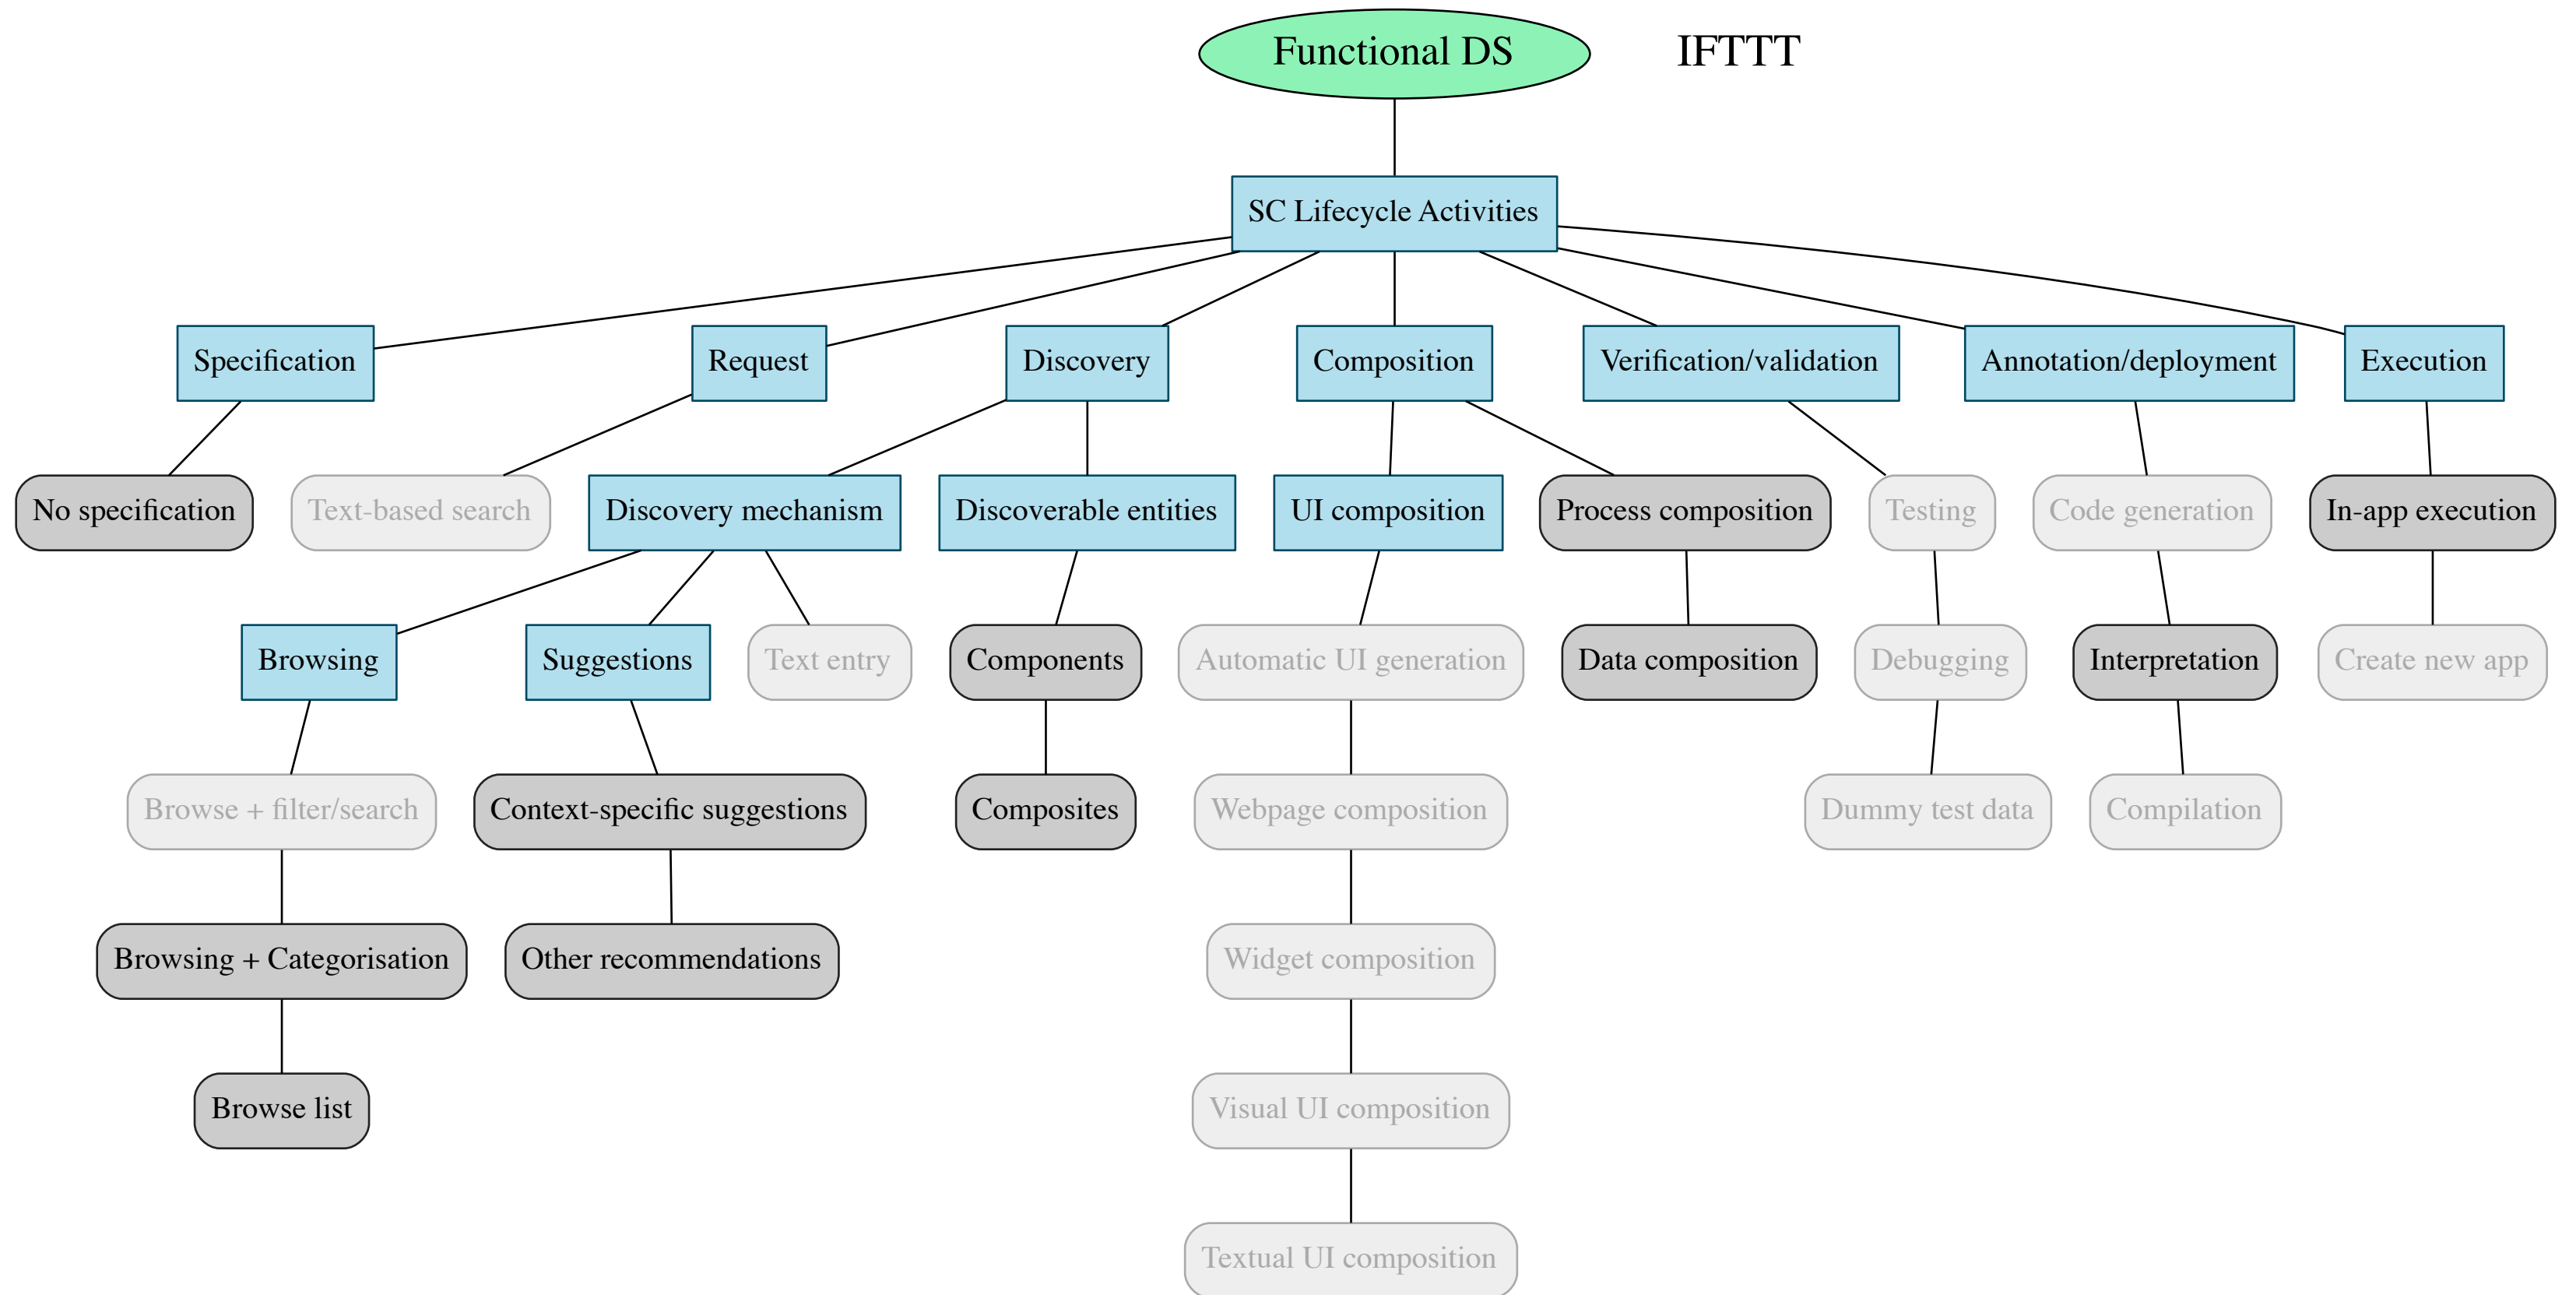 Functional DS
IFTTT
SC Lifecycle Activities
Specification
Request
Discovery
Composition
Verification/validation
Annotation/deployment
Execution
No specification
Text-based search
Discovery mechanism
Discoverable entities
UI composition
Process composition
Testing
Code generation
In-app execution
Browsing
Suggestions
Text entry
Components
Automatic UI generation
Data composition
Debugging
Interpretation
Create new app
Browse + filter/search
Context-specific suggestions
Composites
Webpage composition
Dummy test data
Compilation
Browsing + Categorisation
Other recommendations
Widget composition
Browse list
Visual UI composition
Textual UI composition